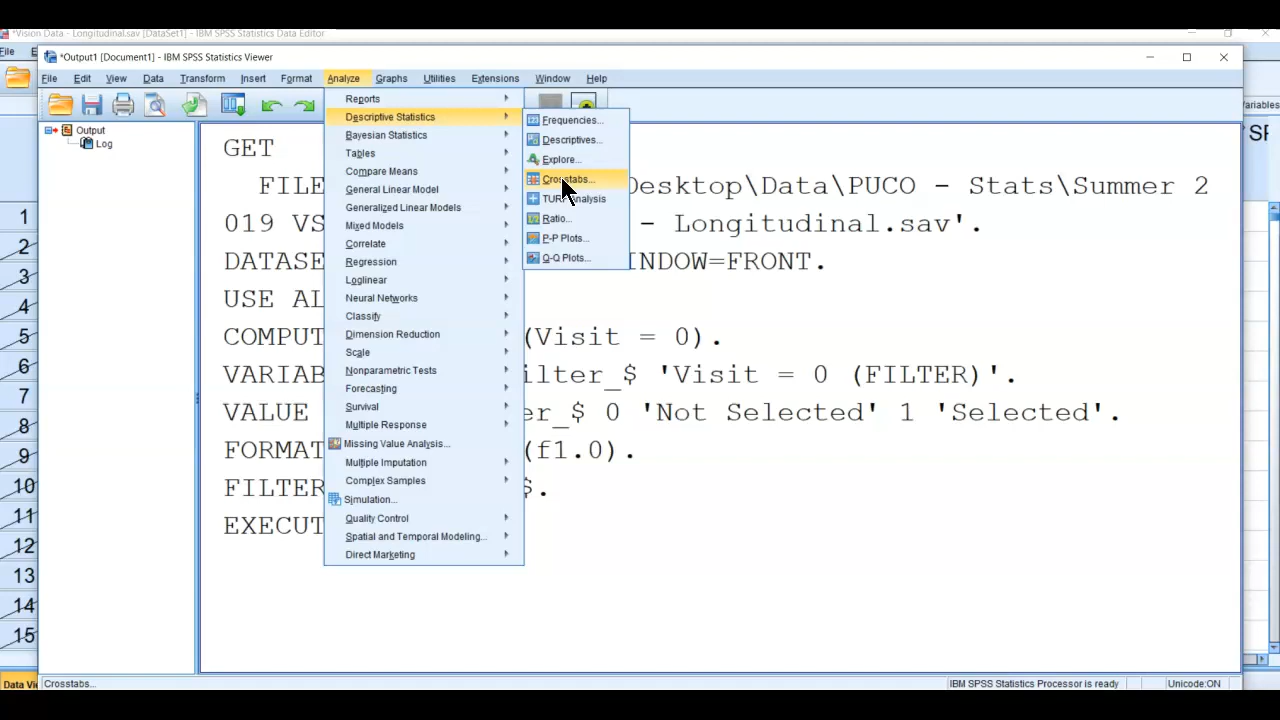 *Vision Data - Longitudinal.sav [DataSet1] - IBM SPSS Statistics Data Editor
File
*Output1 [Document1] - IBM SPSS Statistics Viewer
File Edit View Data Transform Insert Format Analyze Graphs Utilities Extensions Window Help
Output
Log
Reports
Descriptive Statistics
Bayesian Statistics
Tables
Compare Means
General Linear Model
Generalized Linear Models
Mixed Models
Correlate
Regression
Loglinear
Neural Networks
Classify
Dimension Reduction
Scale
Nonparametric Tests
Forecasting
Survival
Multiple Response
Missing Value Analysis...
Multiple Imputation
Complex Samples
Simulation...
Quality Control
Spatial and Temporal Modeling...
Direct Marketing
Frequencies...
Descriptives...
Explore...
Crosstabs...
Analysis
Ratio...
P-P Plots...
Q-Q Plots...
GET
FILE Desktop\Data\PUCO - Stats\Summer 2
019 VS - Longitudinal.sav'.
DATASE INDOW=FRONT.
USE AL
COMPUT (Visit = 0).
VARIAB ilter_$ 'Visit = 0 (FILTER)'.
VALUE er_$ 0 'Not Selected' 1 'Selected'.
FORMAT (f1.0).
FILTER $.
EXECUT
ariables
SF
1
2
3
4
5
6
7
8
9
10
11
12
13
14
15
Data Vie
Crosstabs...
IBM SPSS Statistics Processor is ready
Unicode:ON